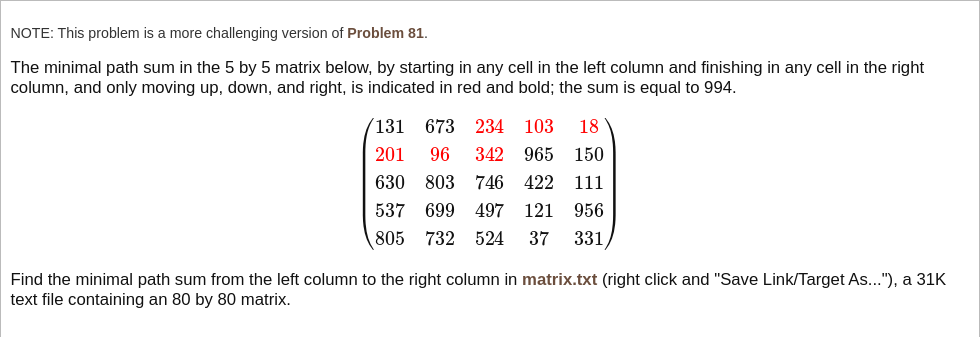 NOTE: This problem is a more challenging version of Problem 81.
The minimal path sum in the 5 by 5 matrix below, by starting in any cell in the left column and finishing in any cell in the right
column, and only moving up, down, and right, is indicated in red and bold; the sum is equal to 994.
131 673 234 103 18
201 96 342 965 150
630 803 746 422 111
537 699 497 121 956
805 732 524 37 331
Find the minimal path sum from the left column to the right column in matrix.txt (right click and "Save Link/Target As..."), a 31K
text file containing an 80 by 80 matrix.